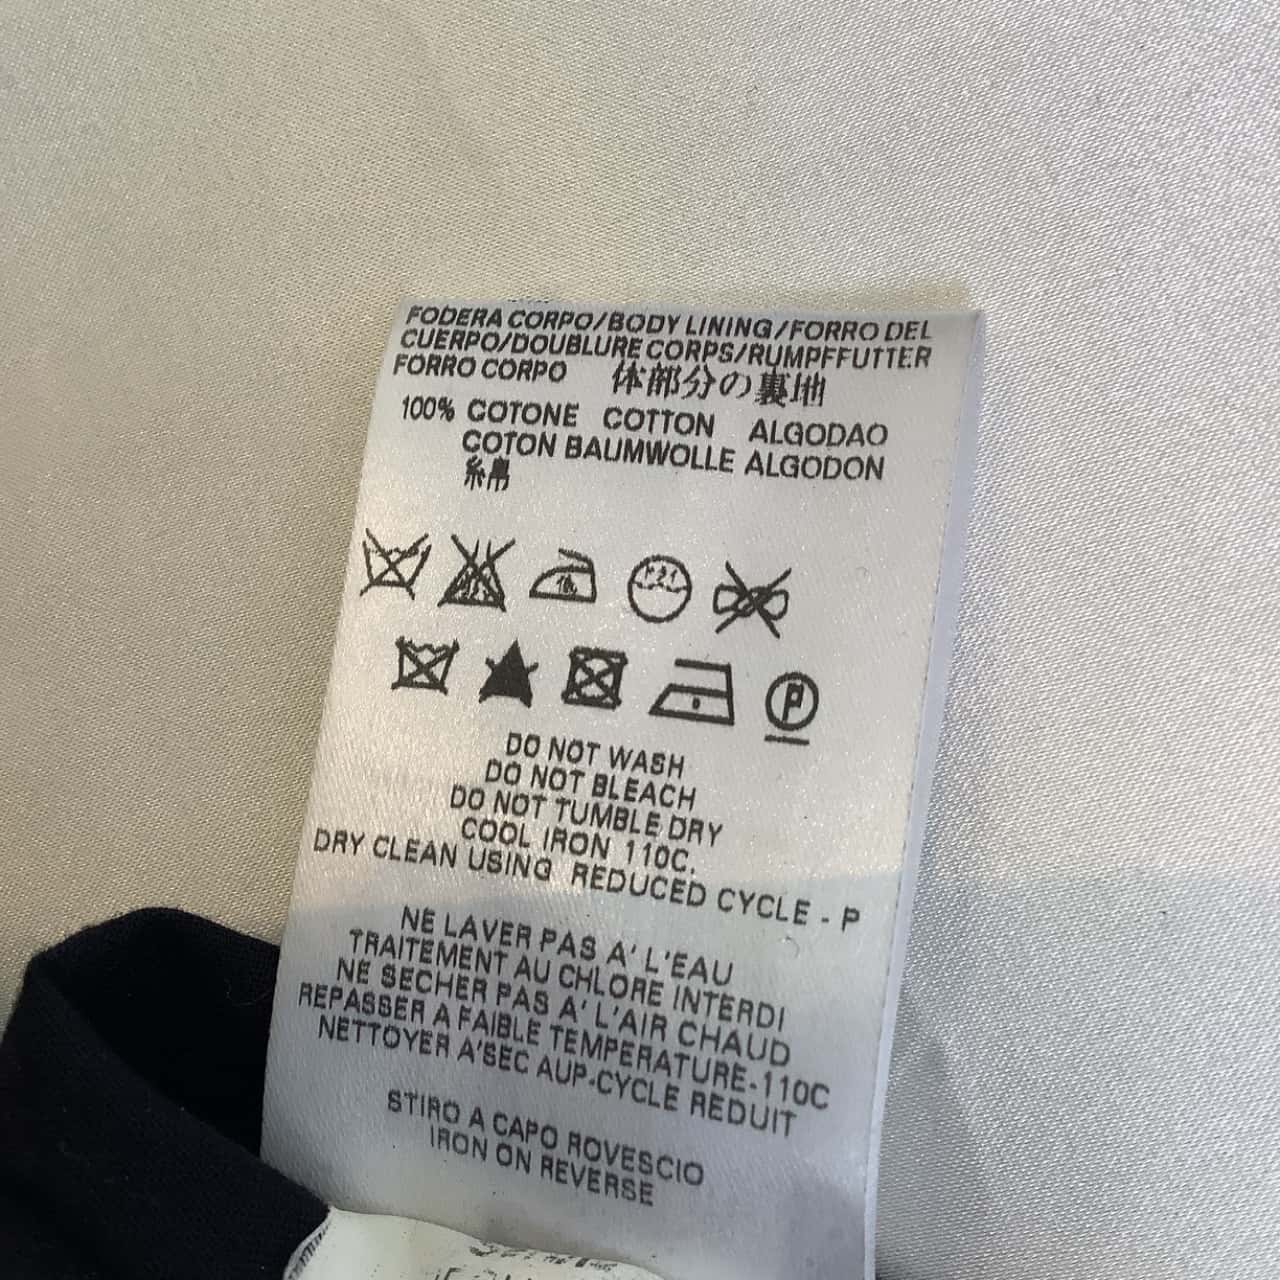 FODERA CORPO/BODY LINING/FORRO DEL
CUERPO/DOUBLURE CORPS/RUMPFFUTTER
FORRO CORPO 体部分の裏地
100% COTONE COTTON ALGODAO
COTON BAUMWOLLE ALGODON
P
DO NOT WASH
DO NOT BLEACH
DO NOT TUMBLE DRY
COOL IRON 110C.
DRY CLEAN USING REDUCED CYCLE - P
NE LAVER PAS A' L'EAU
TRAITEMENT AU CHLORE INTERDI
NE SECHER PAS A' L'AIR CHAUD
REPASSER A FAIBLE TEMPERATURE-110C
NETTOYER A'SEC AUP-CYCLE REDUIT
STIRO A CAPO ROVESCIO
IRON ON REVERSE